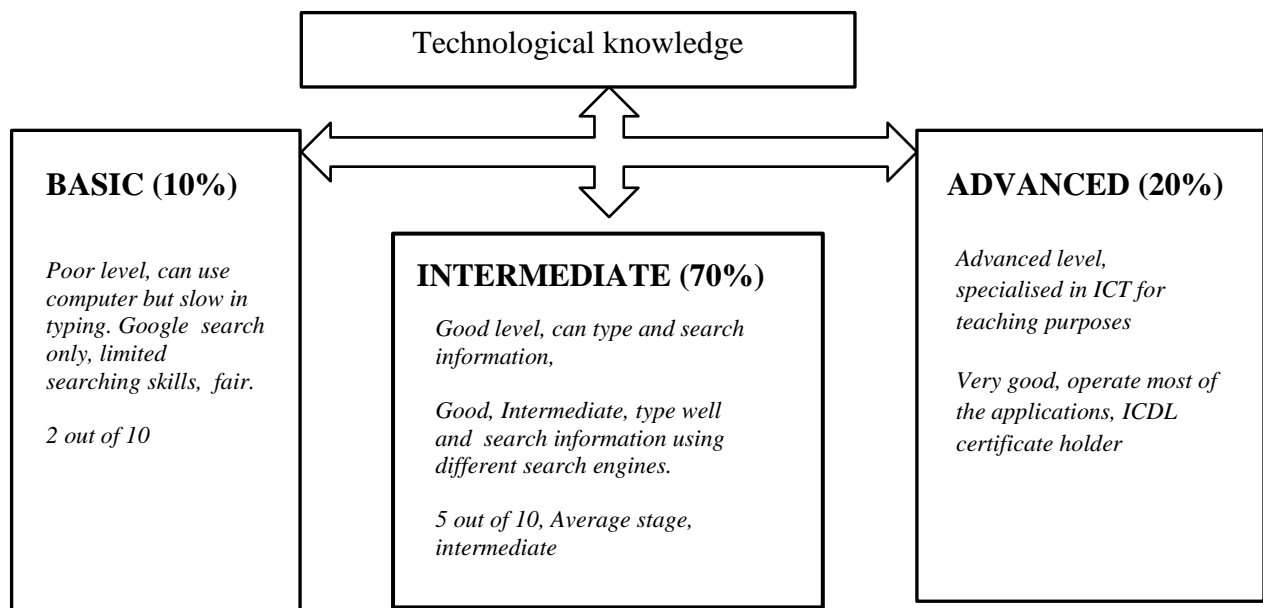 Technological knowledge
BASIC (10%)
Poor level, can use
computer but slow in
typing. Google search
only, limited
searching skills, fair.
2 out of 10
INTERMEDIATE (70%)
Good level, can type and search
information,
Good, Intermediate, type well
and search information using
different search engines.
5 out of 10, Average stage,
intermediate
ADVANCED (20%)
Advanced level,
specialised in ICT for
teaching purposes
Very good, operate most of
the applications, ICDL
certificate holder